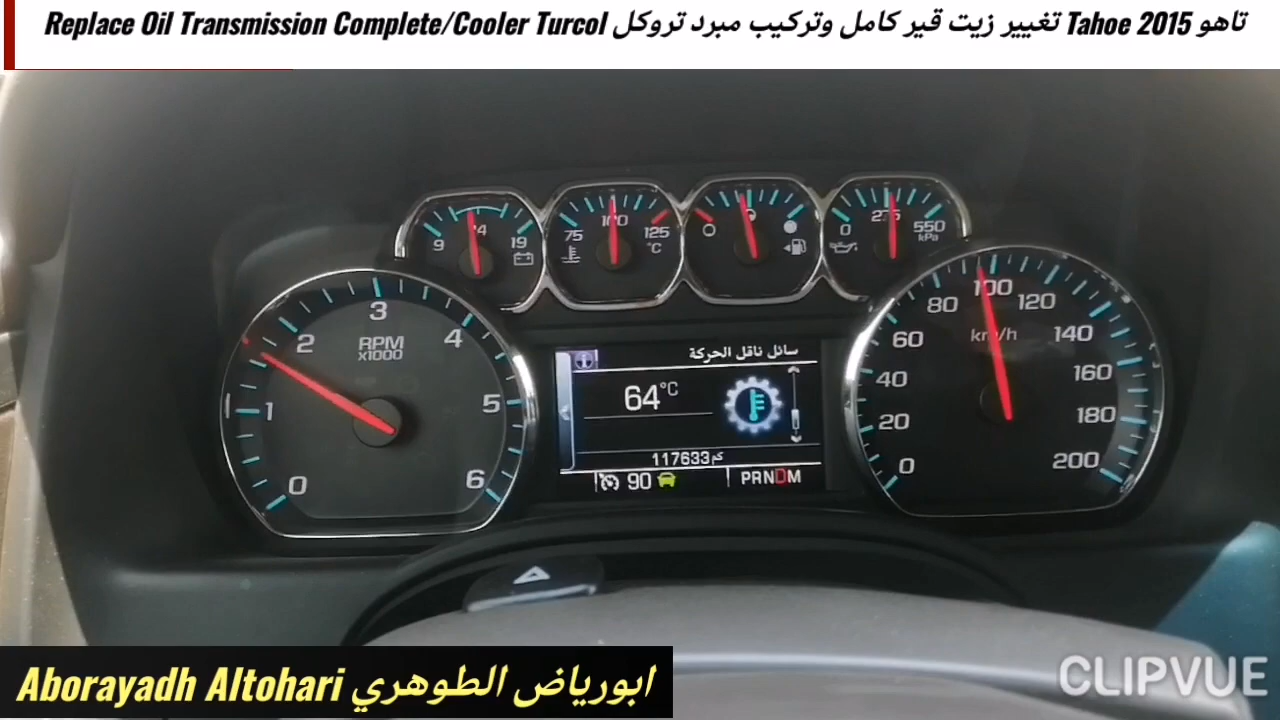 Replace Oil Transmission Complete/Cooler Turcol تاهو Tahoe 2015 تغيير زيت قير كامل وتركيب مبرد تروكل
9 14 19
75 100 125 °C
0 275 550 kPa
0 1 2 3 4 5 6
RPM x1000
سائل ناقل الحركة
64°C
117633 كم
90
PRNDM
0 20 40 60 80 100 120 140 160 180 200
km/h
Aborayadh Altohari ابورياض الطوهري
CLIPVUE